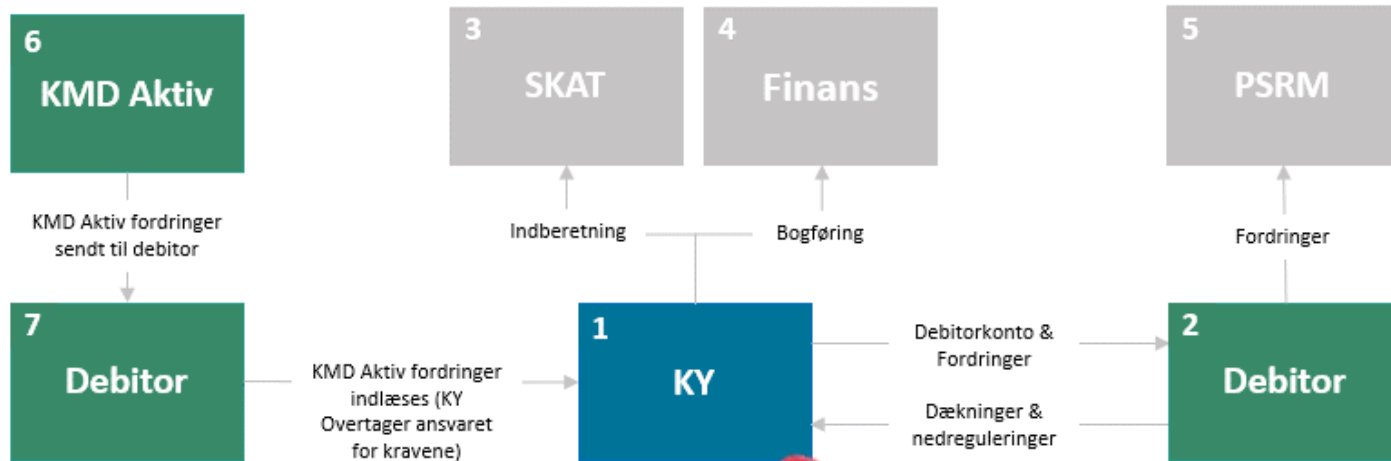 6
KMD Aktiv
3
SKAT
4
Finans
5
PSRM
KMD Aktiv fordringer
sendt til debitor
Indberetning
Bogføring
Fordringer
7
Debitor
KMD Aktiv fordringer
indlæses (KY
Overtager ansvaret
for kravene)
1
KY
Debitorkonto &
Fordringer
Dækninger &
nedreguleringer
2
Debitor